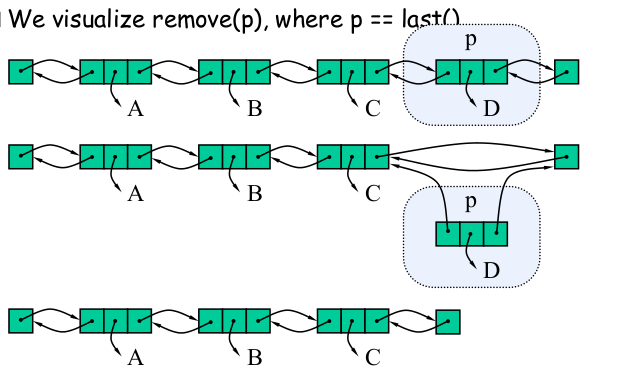 We visualize remove(p), where p == last()
p
A B C D
A B C
p
D
A B C